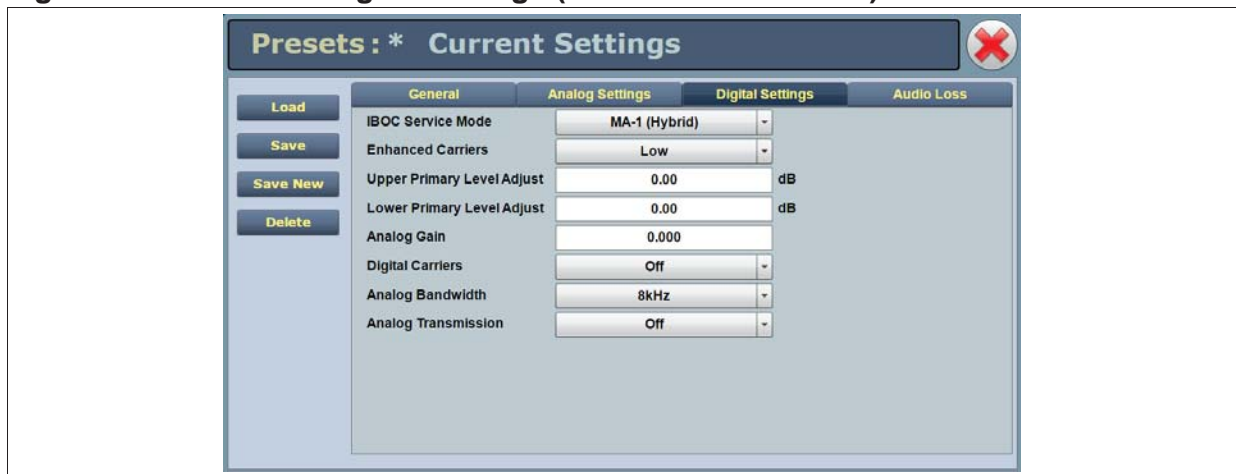 Presets:* Current Settings
Load
Save
Save New
Delete
General Analog Settings Digital Settings Audio Loss
IBOC Service Mode MA-1 (Hybrid)
Enhanced Carriers Low
Upper Primary Level Adjust 0.00 dB
Lower Primary Level Adjust 0.00 dB
Analog Gain 0.000
Digital Carriers Off
Analog Bandwidth 8kHz
Analog Transmission Off